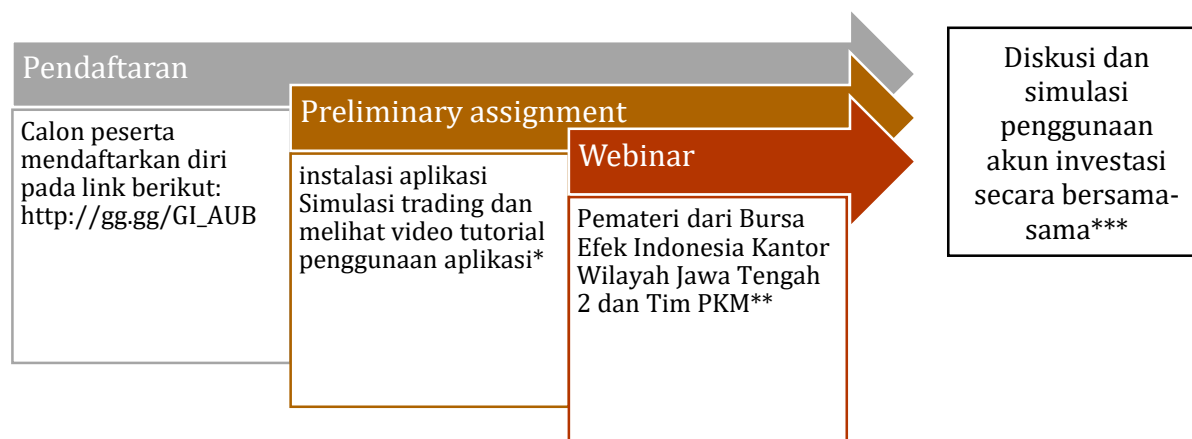 Pendaftaran
Calon peserta
mendaftarkan diri
pada link berikut:
http://gg.gg/GI_AUB
Preliminary assignment
instalasi aplikasi
Simulasi trading dan
melihat video tutorial
penggunaan aplikasi*
Webinar
Pemateri dari Bursa
Efek Indonesia Kantor
Wilayah Jawa Tengah
2 dan Tim PKM**
Diskusi dan
simulasi
penggunaan
akun investasi
secara bersama-
sama***